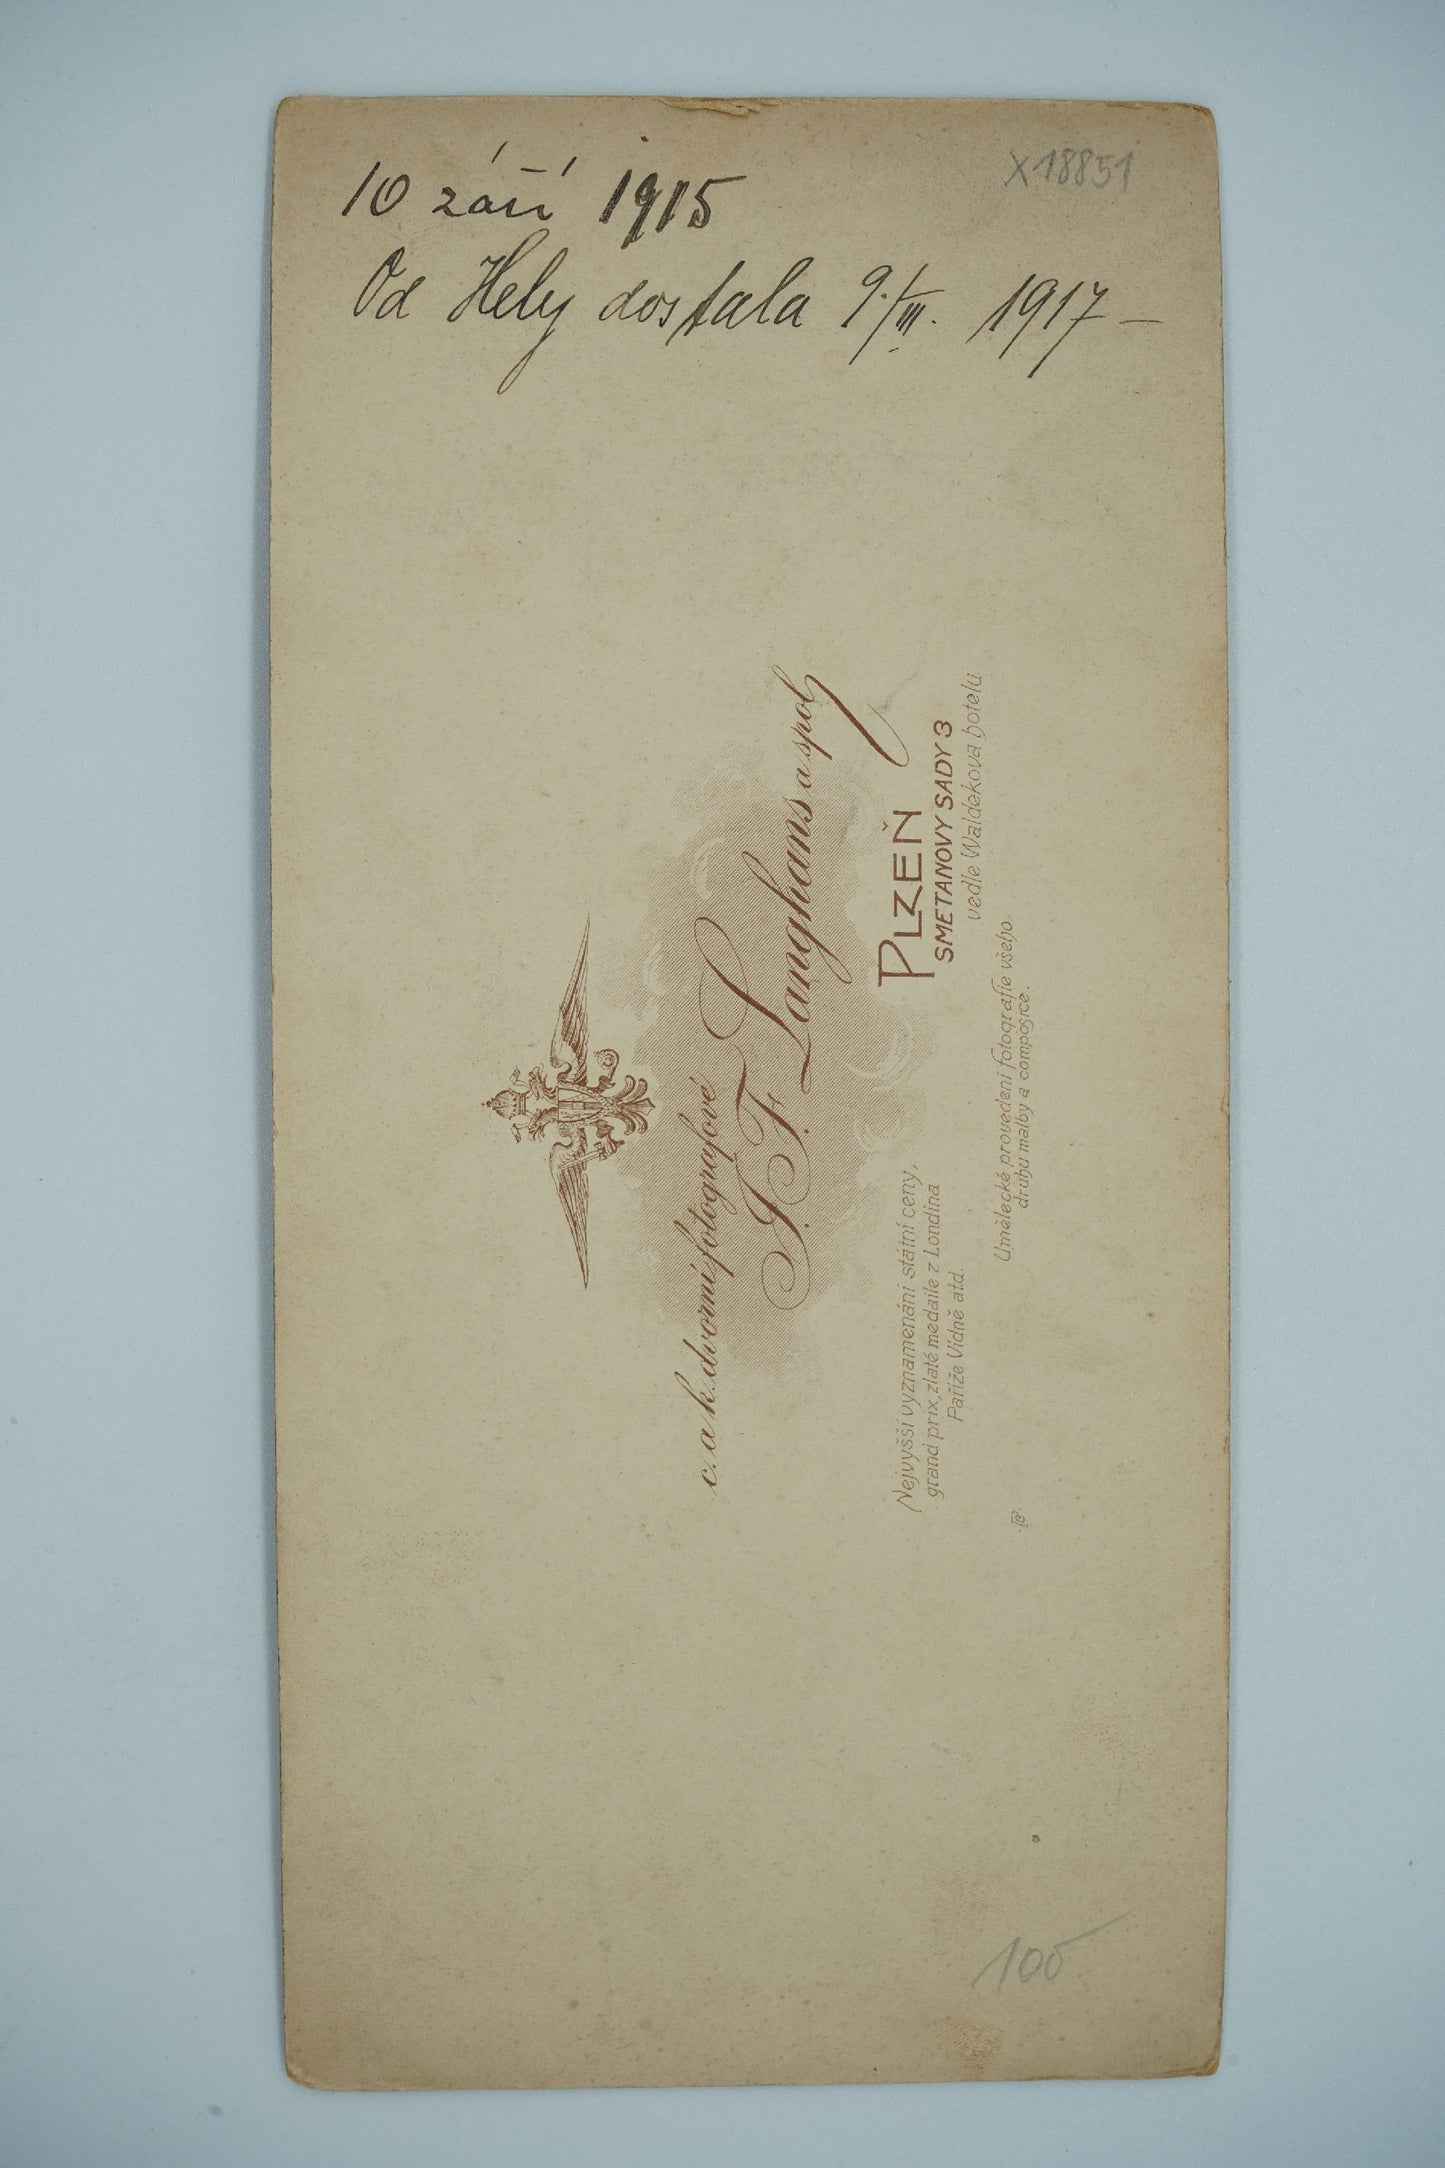 10 září 1915
X18851
Od Hely dostala 9./III. 1917 –
c. a k. dvorní fotografové
J. F. Langhans a spol.
PLZEŇ
SMETANOVY SADY 3
vedle Waldekova hotelu
Nejvyšší vyznamenání státní ceny,
grand prix, zlaté medaile z Londina
Paříže Vídně atd.
Umělecké provedení fotografie všeho
druhu malby a composice.
100